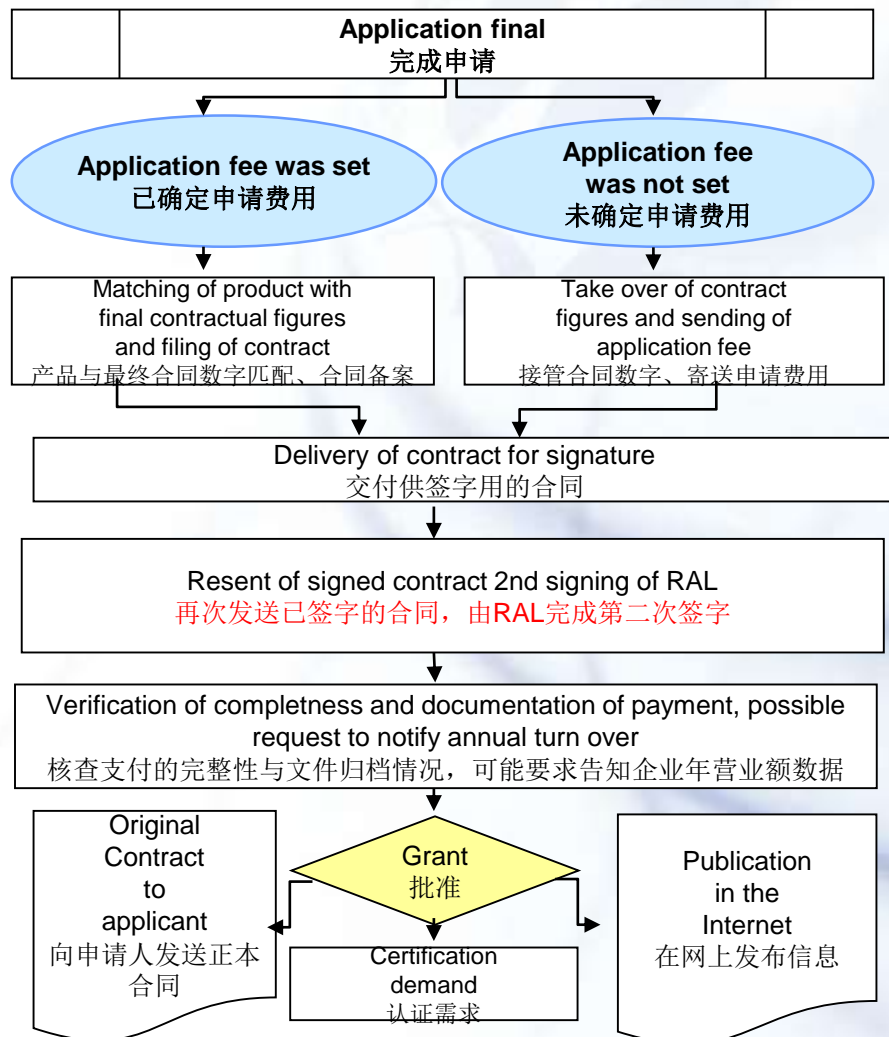 Application final
完成申请
Application fee was set
已确定申请费用
Application fee
was not set
未确定申请费用
Matching of product with
final contractual figures
and filing of contract
产品与最终合同数字匹配、合同备案
Take over of contract
figures and sending of
application fee
接管合同数字、寄送申请费用
Delivery of contract for signature
交付供签字用的合同
Resent of signed contract 2nd signing of RAL
再次发送已签字的合同，由RAL完成第二次签字
Verification of completness and documentation of payment, possible
request to notify annual turn over
核查支付的完整性与文件归档情况，可能要求告知企业年营业额数据
Original
Contract
to
applicant
向申请人发送正本
合同
Grant
批准
Certification
demand
认证需求
Publication
in the
Internet
在网上发布信息